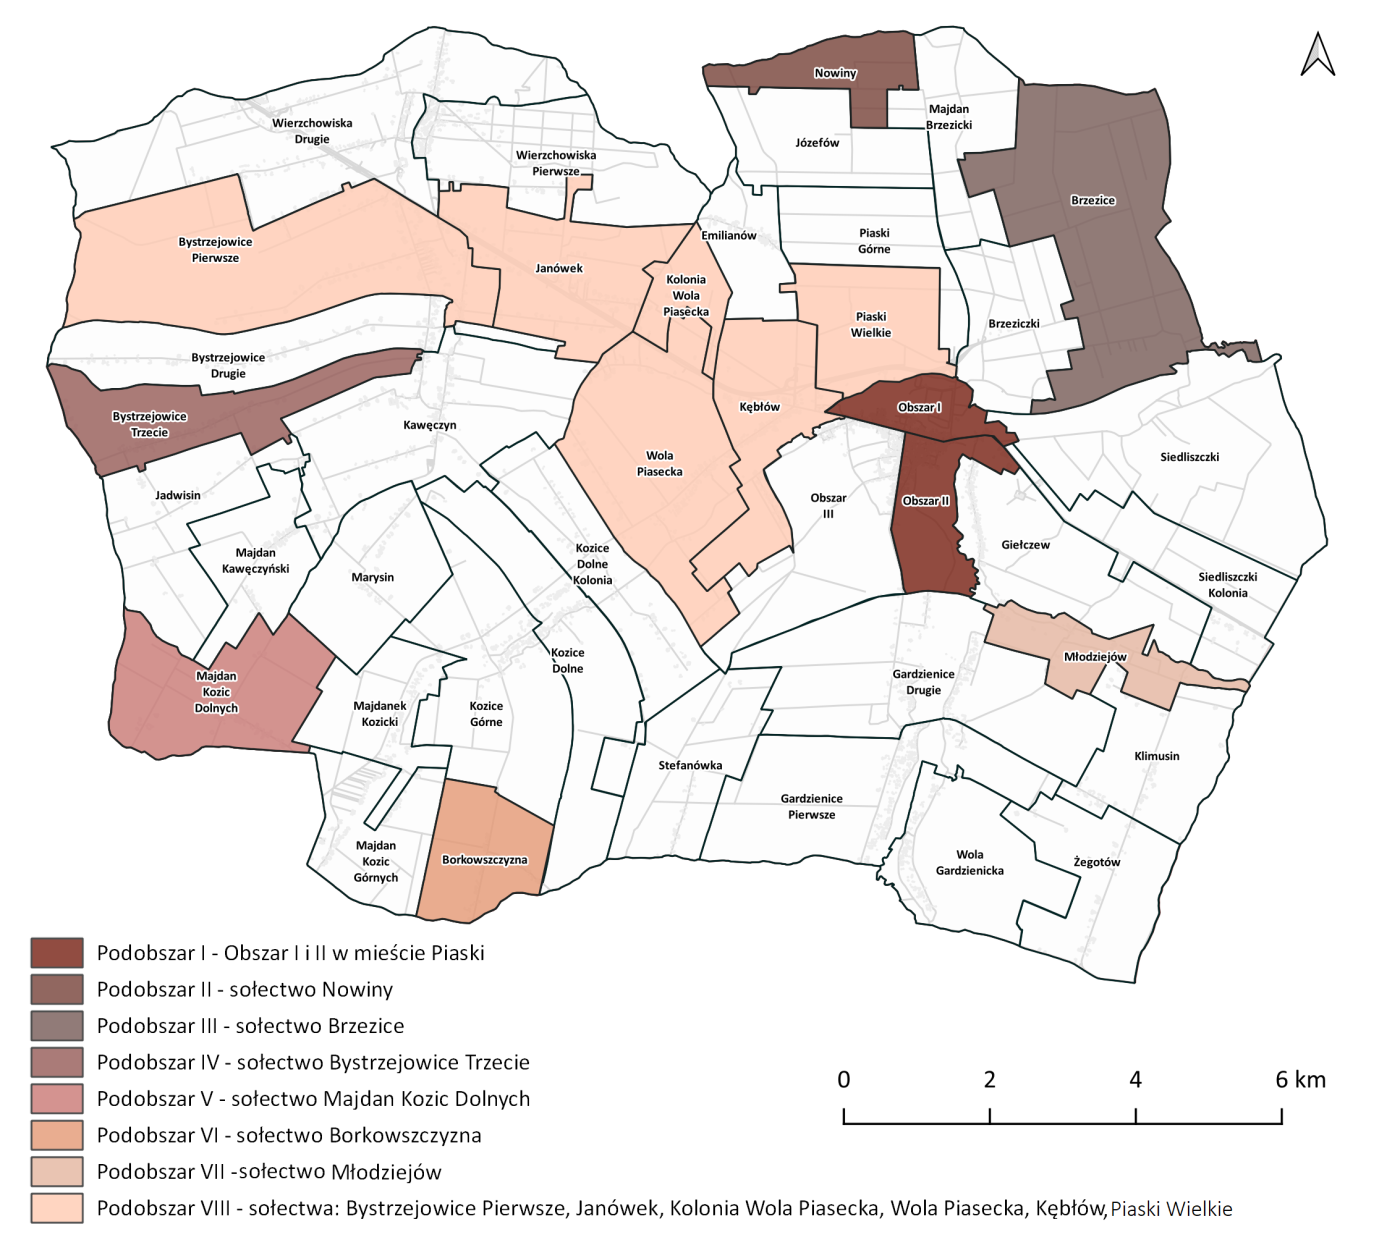 Nowiny
Majdan
Brzezicki
Wierzchowiska
Drugie
Józefów
Wierzchowiska
Pierwsze
Brzezice
Emilianów
Piaski
Górne
Bystrzejowice
Pierwsze
Janówek
Kolonia
Wola
Piasecka
Piaski
Wielkie
Brzeziczki
Bystrzejowice
Drugie
Kębłów
Obszar I
Bystrzejowice
Trzecie
Kawęczyn
Wola
Piasecka
Siedliszczki
Jadwisin
Obszar
III
Obszar II
Giełczew
Majdan
Kawęczyński
Marysin
Kozice
Dolne
Kolonia
Siedliszczki
Kolonia
Kozice
Dolne
Młodziejów
Gardzienice
Drugie
Majdan
Kozic
Dolnych
Majdanek
Kozicki
Kozice
Górne
Stefanówka
Klimusin
Gardzienice
Pierwsze
Majdan
Kozic
Górnych
Borkowszczyzna
Wola
Gardzienicka
Żegotów
Podobszar I - Obszar I i II w mieście Piaski
Podobszar II - sołectwo Nowiny
Podobszar III - sołectwo Brzezice
Podobszar IV - sołectwo Bystrzejowice Trzecie
Podobszar V - sołectwo Majdan Kozic Dolnych
Podobszar VI - sołectwo Borkowszczyzna
Podobszar VII -sołectwo Młodziejów
Podobszar VIII - sołectwa: Bystrzejowice Pierwsze, Janówek, Kolonia Wola Piasecka, Wola Piasecka, Kębłów, Piaski Wielkie
0 2 4 6 km